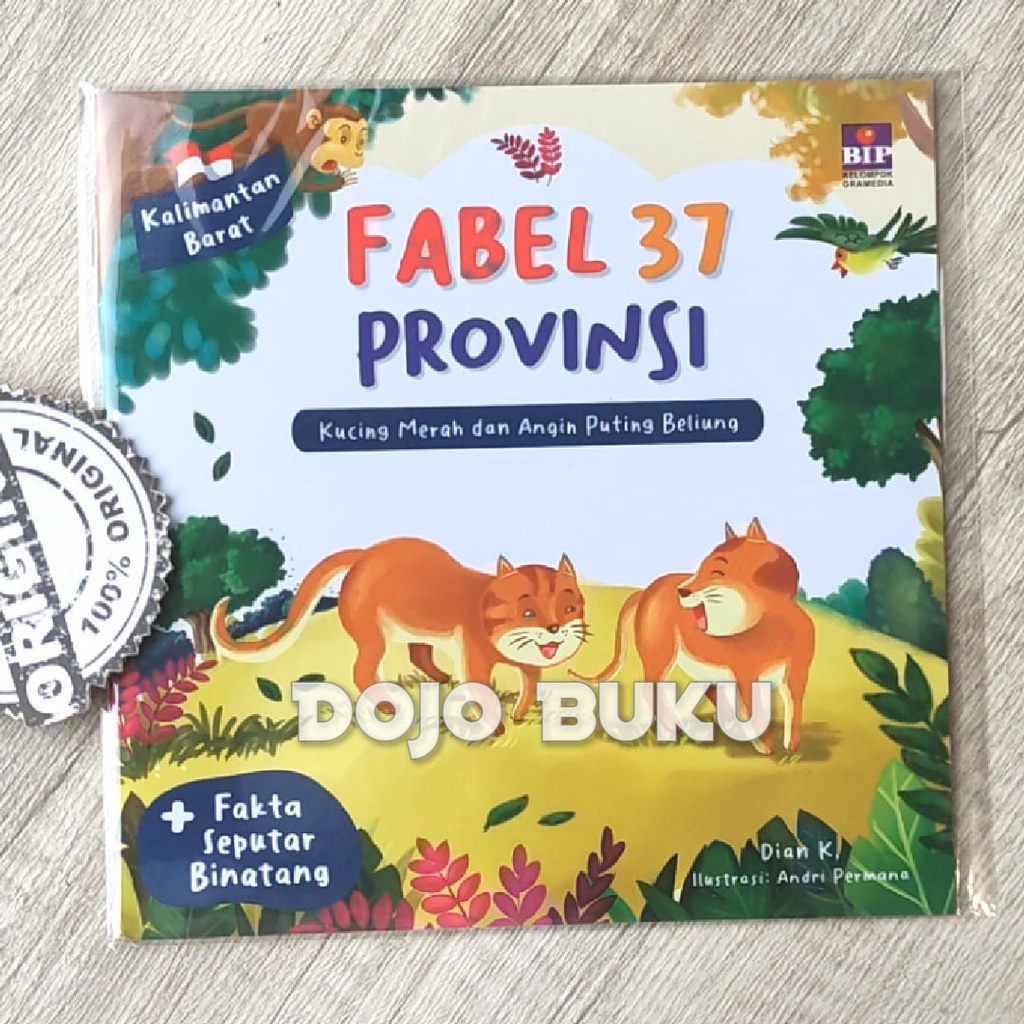 Kalimantan
Barat
BIP
KELOMPOK
GRAMEDIA
FABEL 37
PROVINSI
Kucing Merah dan Angin Puting Beliung
100% ORIGINAL
ORIGIN
DOJO BUKU
+ Fakta
Seputar
Binatang
Dian K.
Ilustrasi: Andri Permana